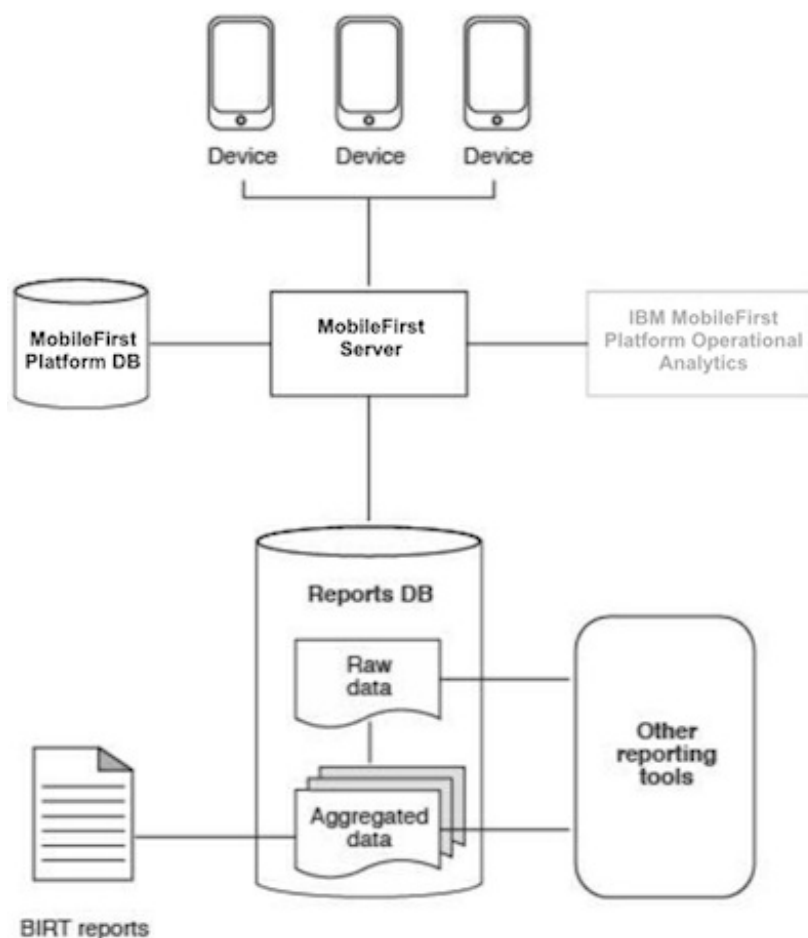 Device
Device
Device
MobileFirst
Platform DB
MobileFirst
Server
IBM MobileFirst
Platform Operational
Analytics
Reports DB
Raw
data
Other
reporting
tools
Aggregated
data
BIRT reports